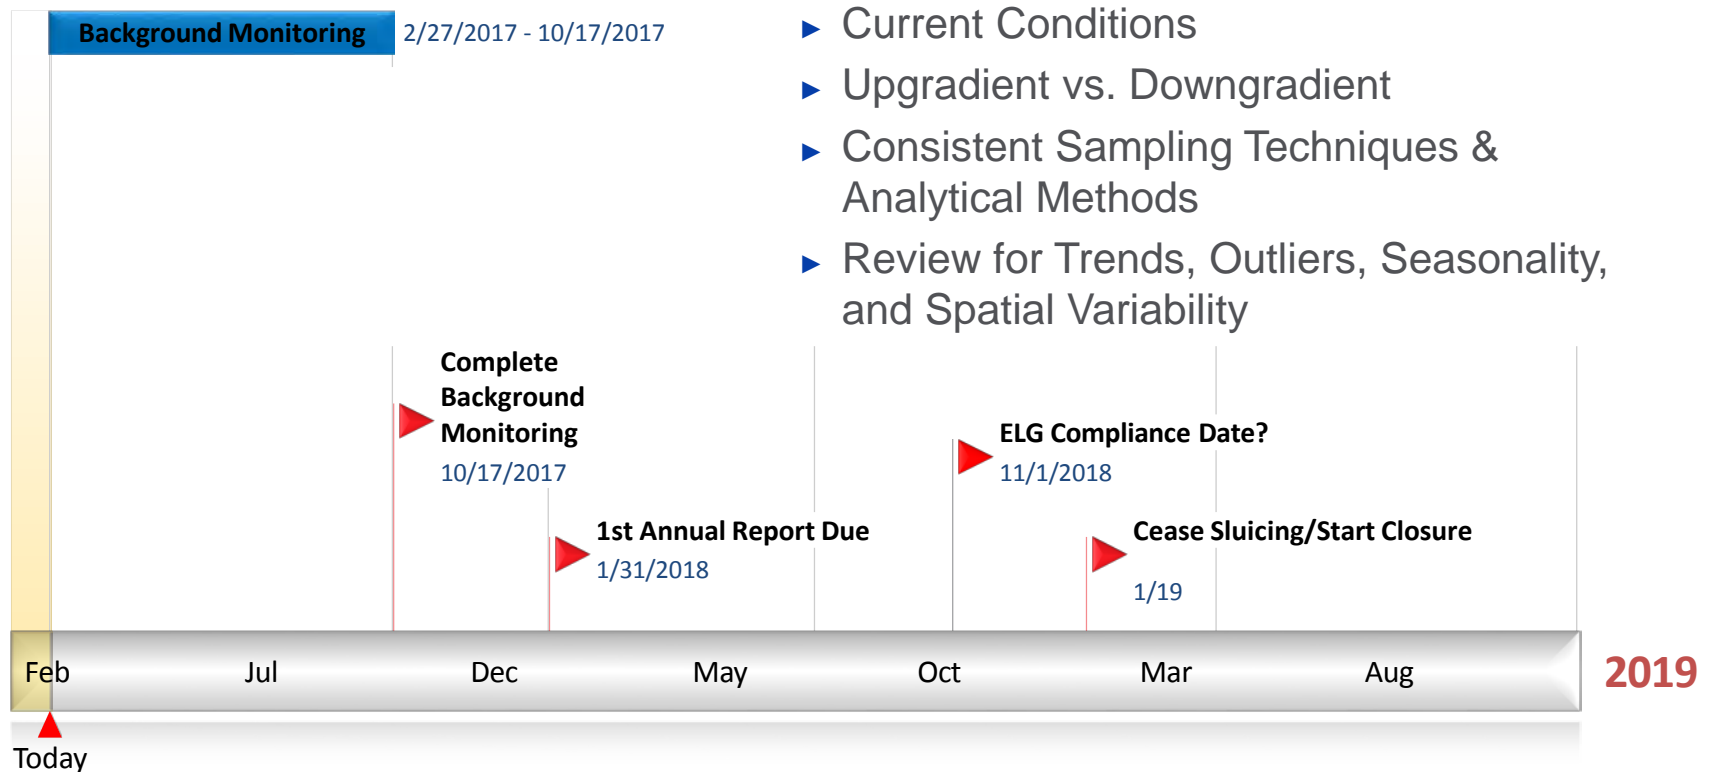 Background Monitoring 2/27/2017 - 10/17/2017
► Current Conditions
► Upgradient vs. Downgradient
► Consistent Sampling Techniques &
Analytical Methods
► Review for Trends, Outliers, Seasonality,
and Spatial Variability
Complete
Background
Monitoring
10/17/2017
1st Annual Report Due
1/31/2018
ELG Compliance Date?
11/1/2018
Cease Sluicing/Start Closure
1/19
Feb Jul Dec May Oct Mar Aug 2019
Today